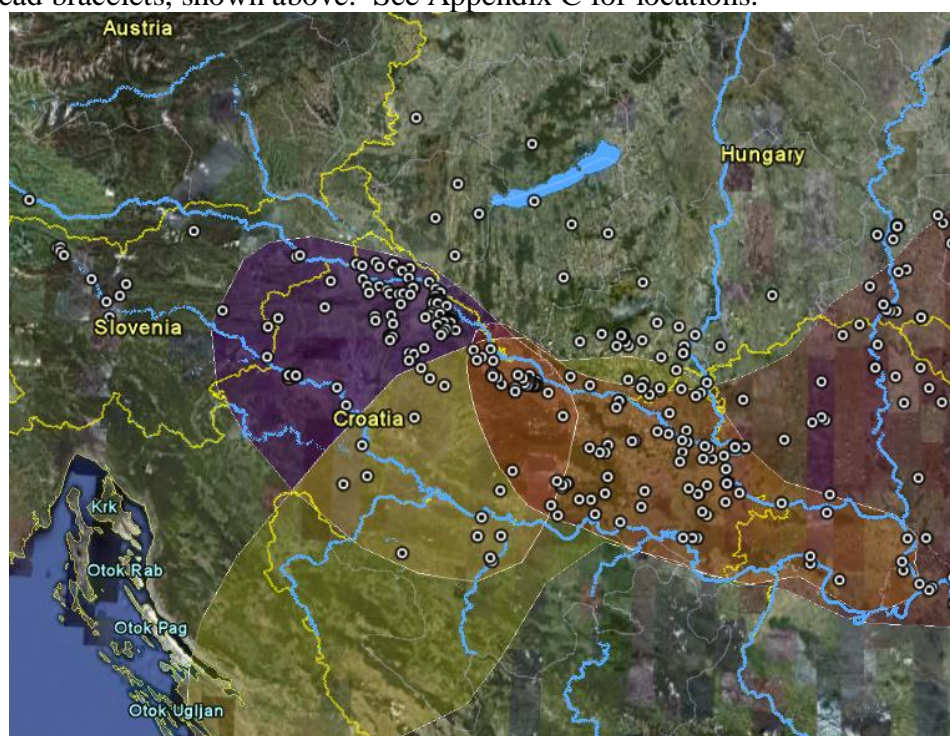 ead bracelets, shown above. See Appendix C for locations.
Austria
Hungary
Slovenia
Croatia
Krk
Otok Rab
Otok Pag
Otok Ugljan